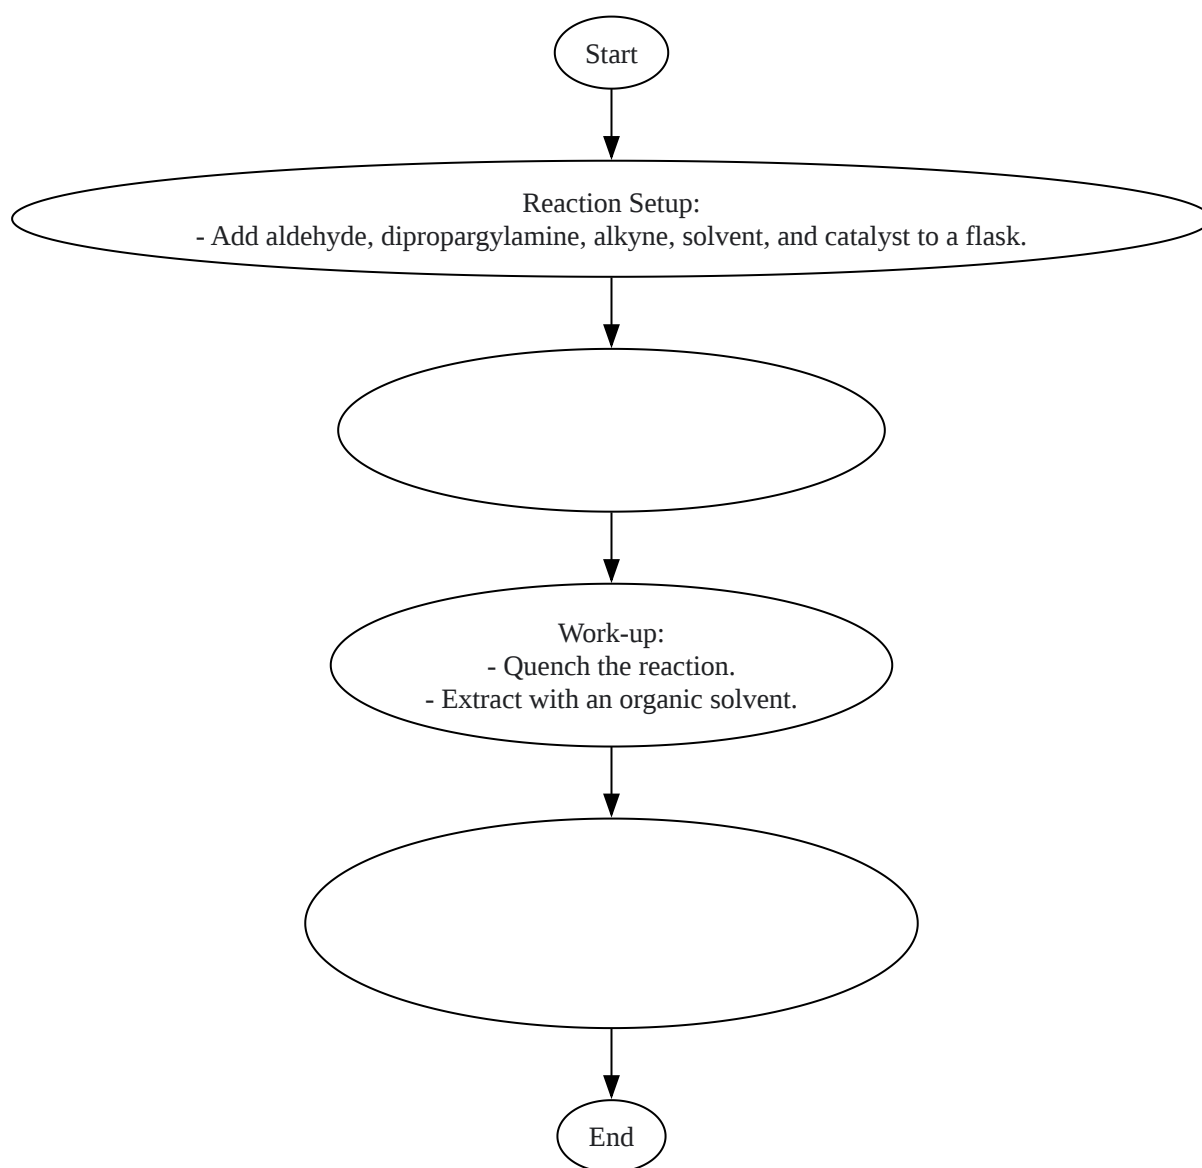 Start
Reaction Setup:
- Add aldehyde, dipropargylamine, alkyne, solvent, and catalyst to a flask.
Work-up:
- Quench the reaction.
- Extract with an organic solvent.
End